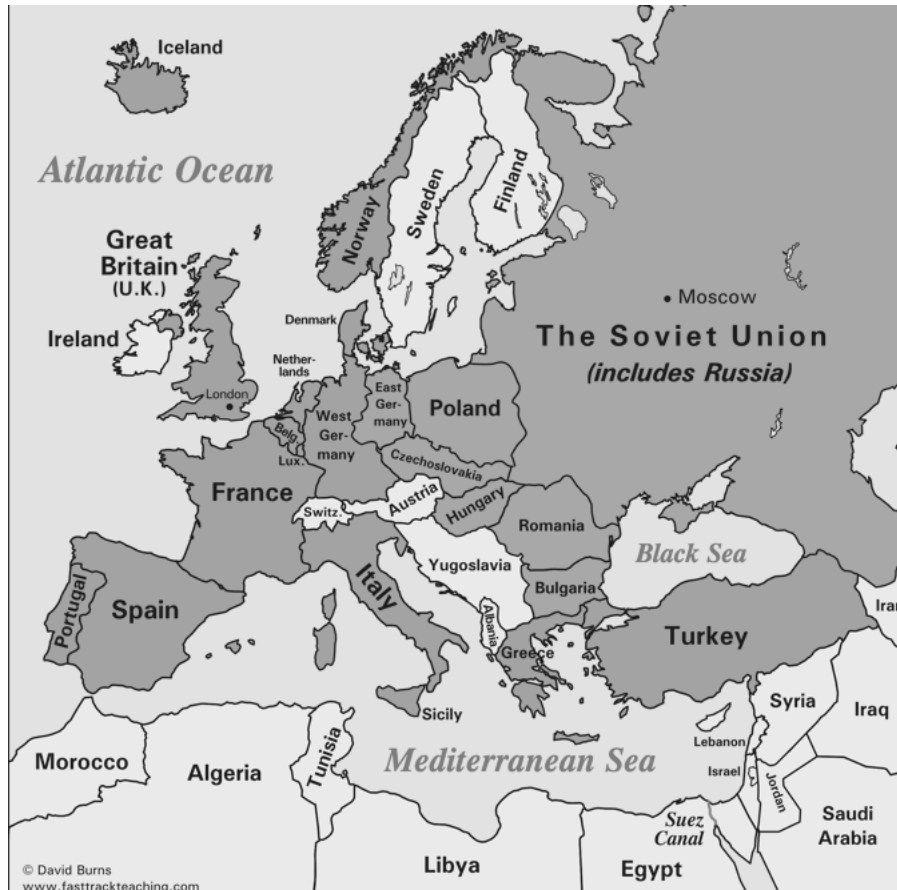 Iceland
Atlantic Ocean
Norway
Sweden
Finland
Great
Britain
(U.K.)
Ireland
London
Denmark
Nether-
lands
Moscow
The Soviet Union
(includes Russia)
East
Ger-
many
West
Ger-
many
Poland
Belg.
Lux.
Czechoslovakia
France
Switz.
Austria
Hungary
Romania
Black Sea
Yugoslavia
Bulgaria
Italy
Albania
Greece
Turkey
Portugal
Spain
Sicily
Mediterranean Sea
Iran
Syria
Iraq
Lebanon
Israel
Jordan
Saudi
Arabia
Morocco
Algeria
Tunisia
Libya
Egypt
Suez
Canal
© David Burns
www.fasttrackteaching.com